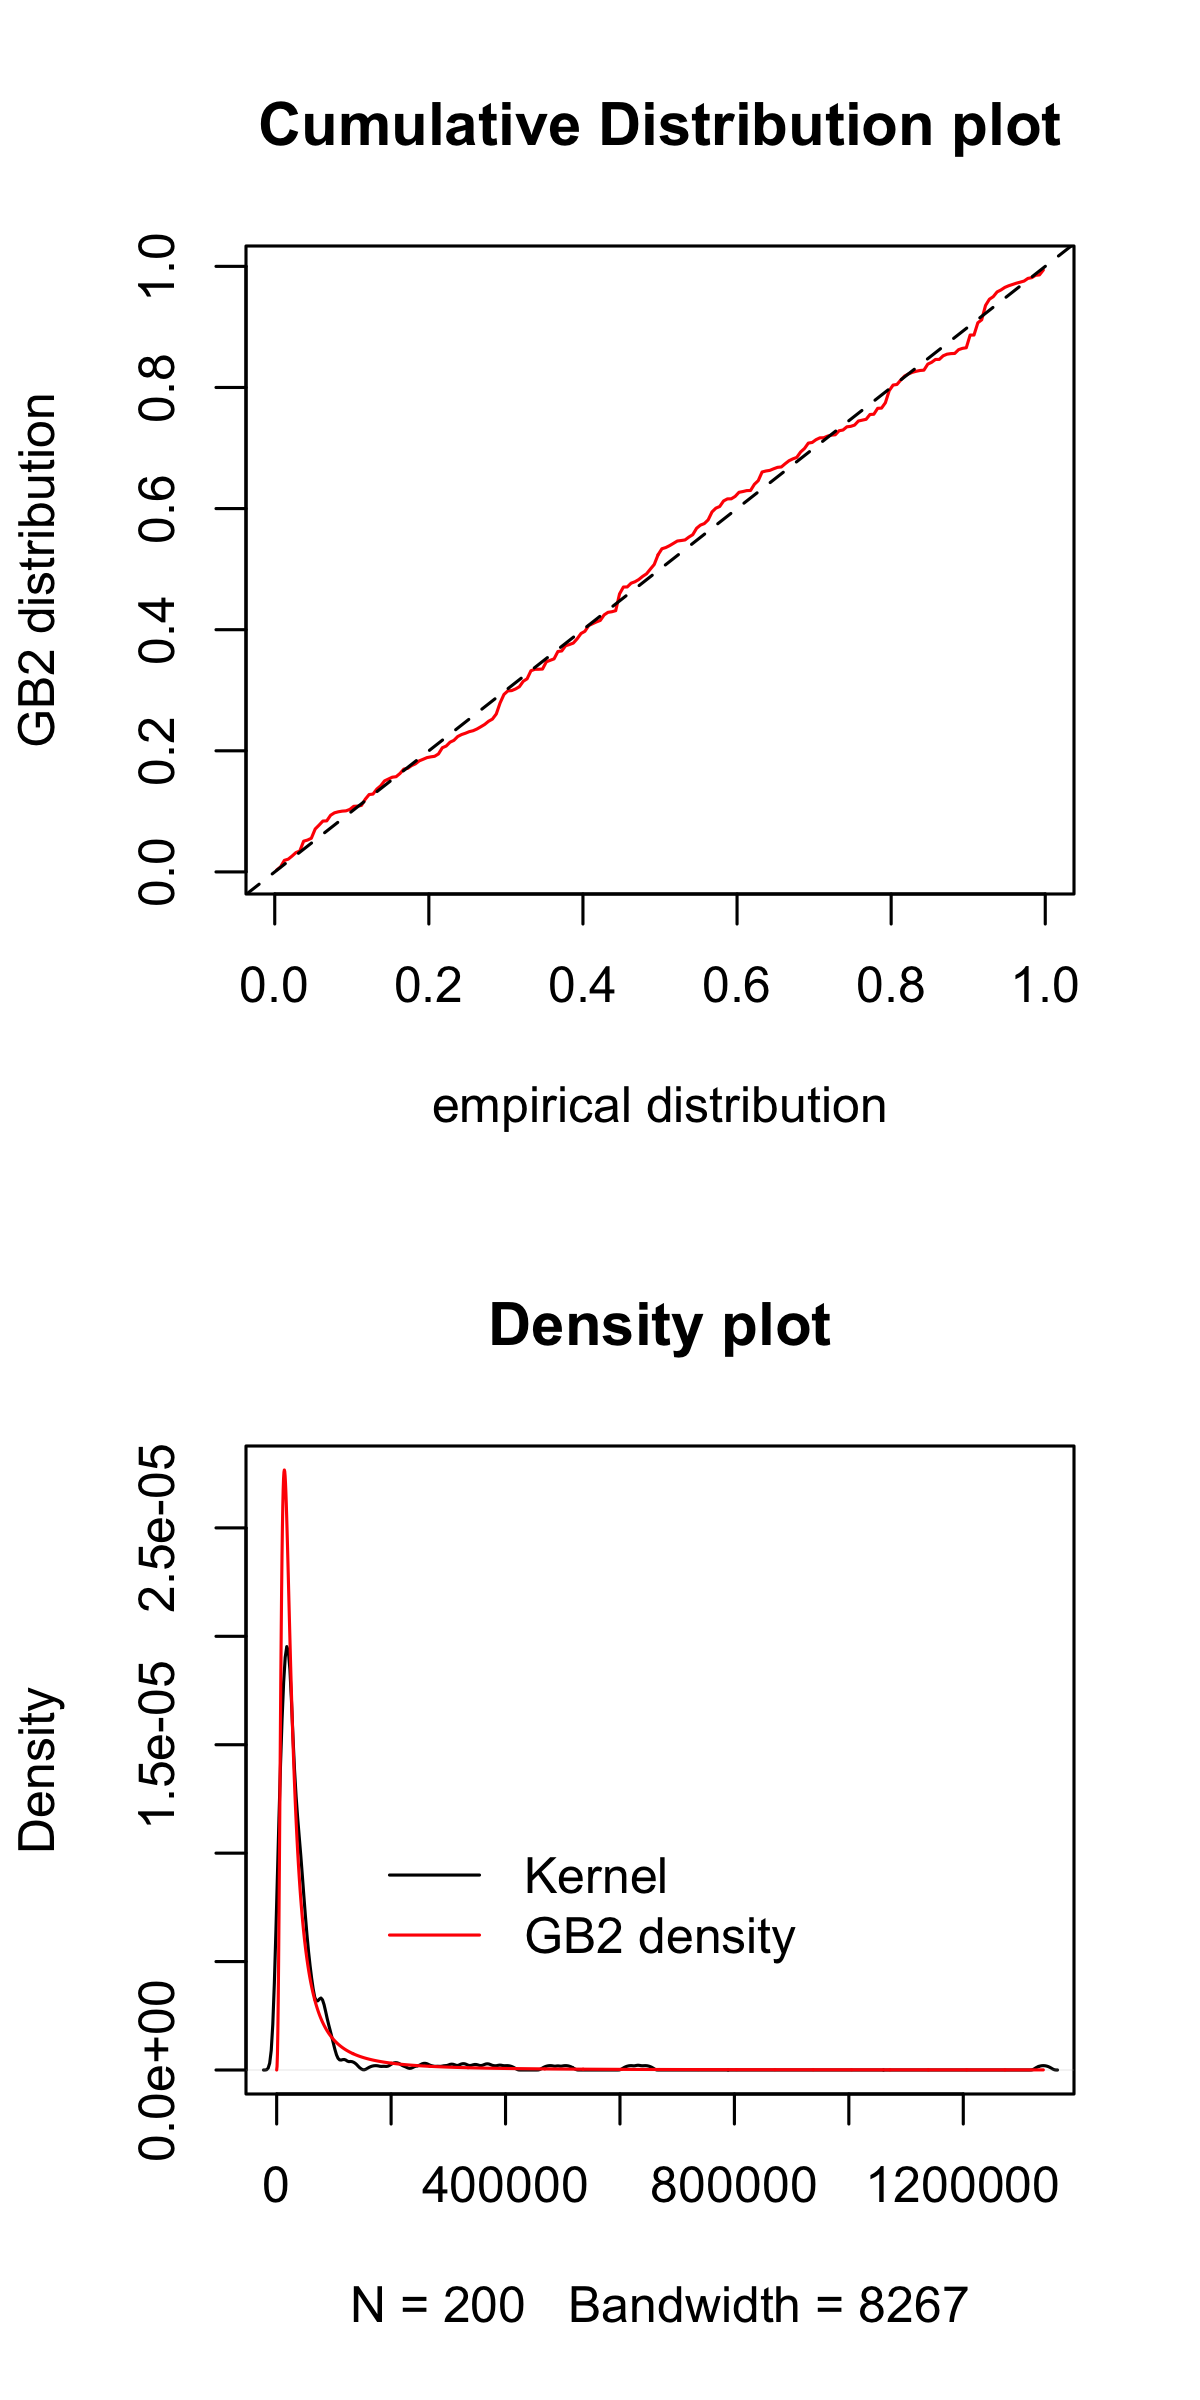 Cumulative Distribution plot
GB2 distribution
1.0
0.8
0.6
0.4
0.2
0.0
0.0 0.2 0.4 0.6 0.8 1.0
empirical distribution
Density plot
Density
2.5e-05
1.5e-05
0.0e+00
Kernel
GB2 density
0 400000 800000 1200000
N = 200 Bandwidth = 8267